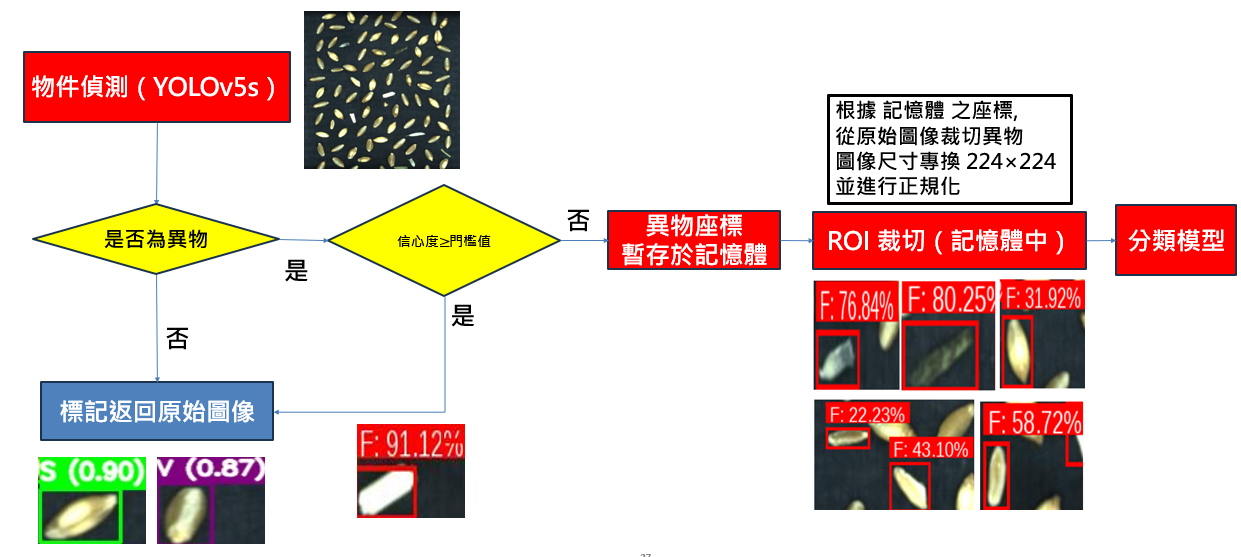 物件偵測（YOLOv5s）
根據 記憶體 之座標,
從原始圖像裁切異物
圖像尺寸專換 224×224
並進行正規化
是否為異物
是
信心度≥門檻值
否
異物座標
暫存於記憶體
ROI 裁切（記憶體中）
分類模型
否
是
F: 76.84%
F: 80.25%
F: 31.92%
標記返回原始圖像
F: 22.23%
F: 43.10%
F: 58.72%
S (0.90)
V (0.87)
F: 91.12%